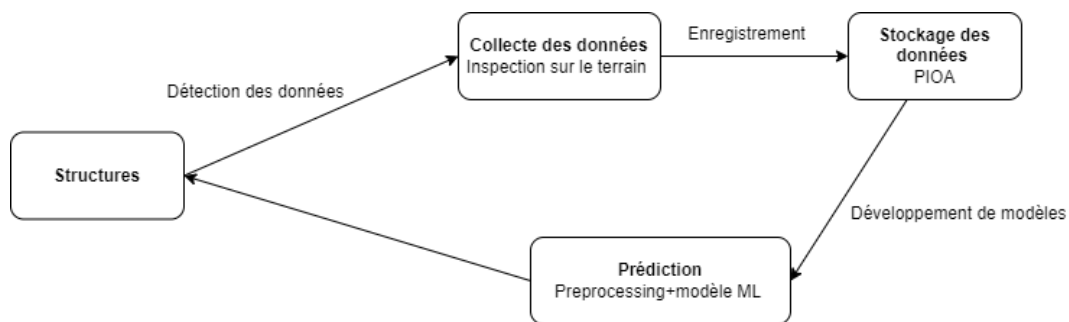 Collecte des données
Inspection sur le terrain
Enregistrement
Stockage des
données
PIOA
Détection des données
Structures
Développement de modèles
Prédiction
Preprocessing+modèle ML